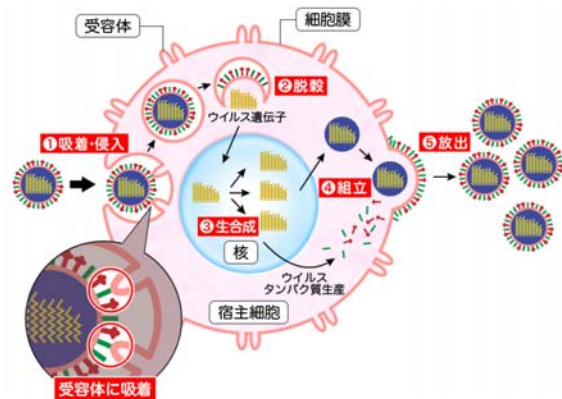 受容体
細胞膜
❷脱穀
ウイルス遺伝子
❶吸着・侵入
❺放出
❹組立
❸生合成
核
ウイルス
タンパク質生産
宿主細胞
受容体に吸着